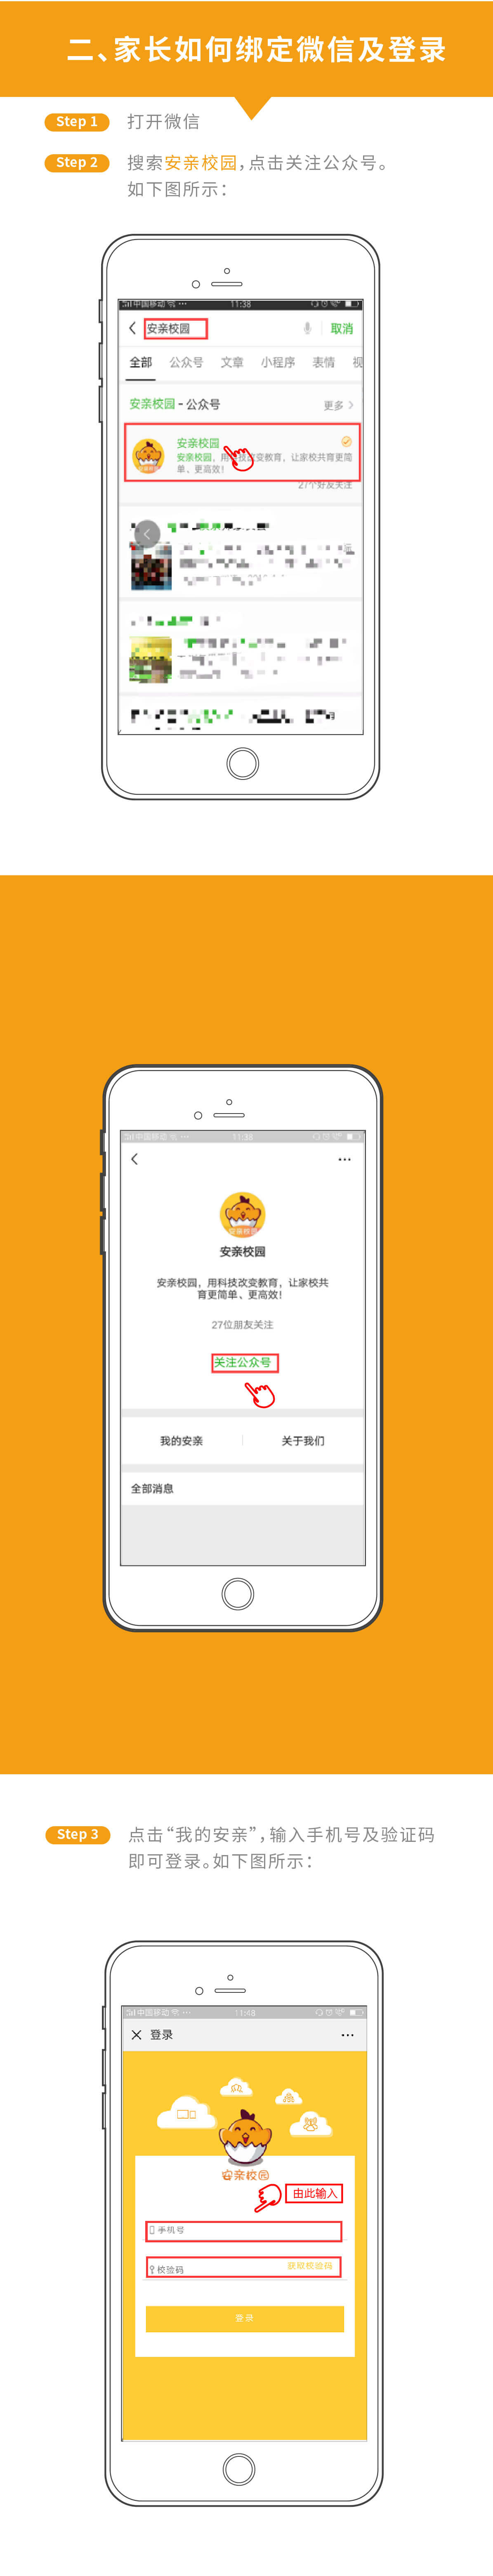 二、家长如何绑定微信及登录
Step 1 打开微信
Step 2 搜索安亲校园，点击关注公众号。
如下图所示：
中国移动 11:38
安亲校园 取消
全部 公众号 文章 小程序 表情 视
安亲校园 - 公众号 更多
安亲校园
安亲校园，用科技改变教育，让家校共育更简
单、更高效！
27个好友关注
中国移动 11:38
安亲校园
安亲校园
安亲校园，用科技改变教育，让家校共
育更简单、更高效！
27位朋友关注
关注公众号
我的安亲 关于我们
全部消息
Step 3 点击“我的安亲”，输入手机号及验证码
即可登录。如下图所示：
中国移动 11:48
登录
安亲校园
由此输入
手机号
校验码 获取校验码
登录